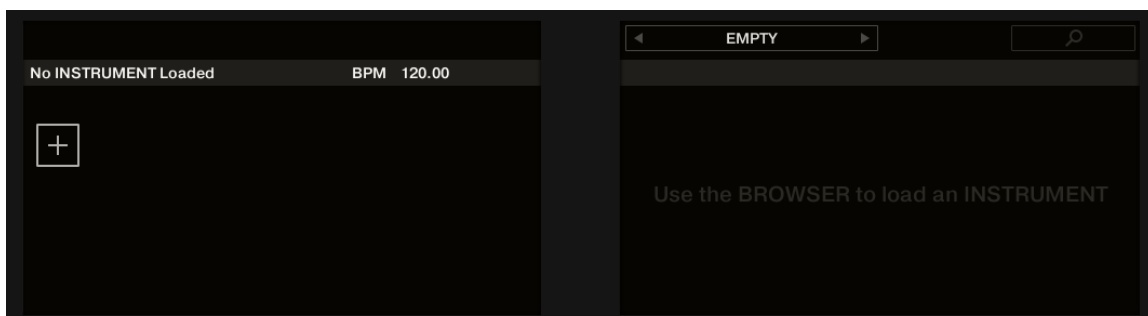 EMPTY
No INSTRUMENT Loaded BPM 120.00
Use the BROWSER to load an INSTRUMENT